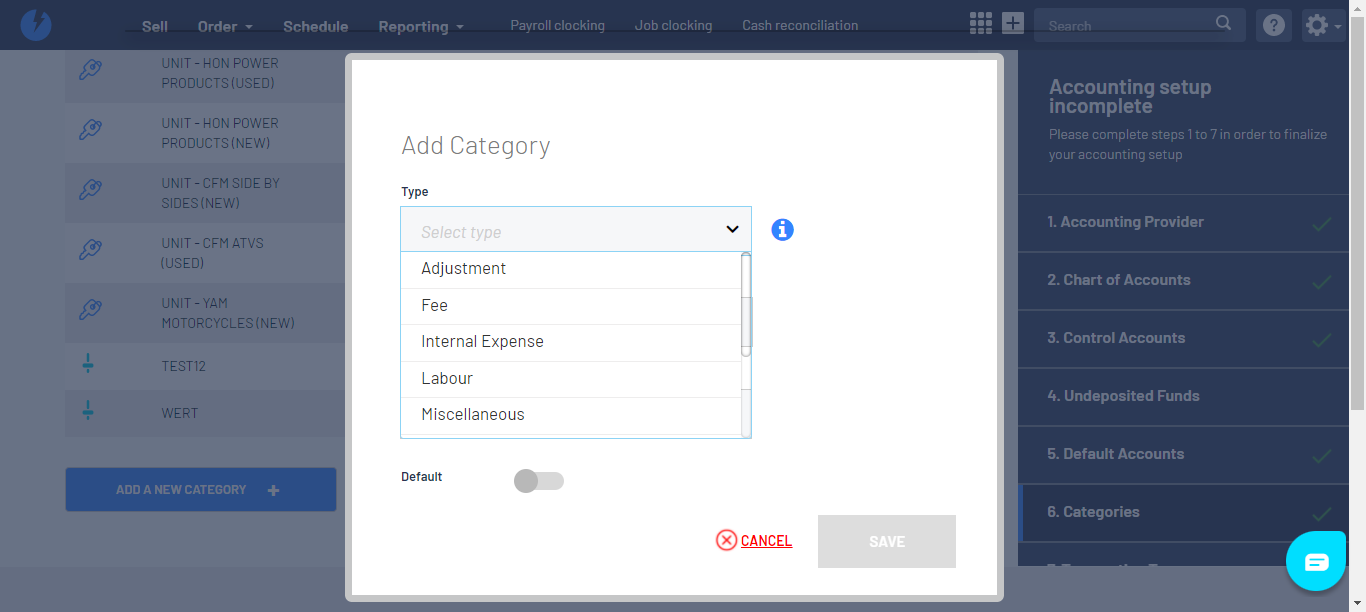 Sell
Order
Schedule
Reporting
Payroll clocking
Job clocking
Cash reconciliation
Search
UNIT - HON POWER
PRODUCTS (USED)
UNIT - HON POWER
PRODUCTS (NEW)
UNIT - CFM SIDE BY
SIDES (NEW)
UNIT - CFM ATVS
(USED)
UNIT - YAM
MOTORCYCLES (NEW)
TEST12
WERT
ADD A NEW CATEGORY
Add Category
Type
Select type
Adjustment
Fee
Internal Expense
Labour
Miscellaneous
Default
CANCEL
SAVE
Accounting setup
incomplete
Please complete steps 1 to 7 in order to finalize
your accounting setup
1. Accounting Provider
2. Chart of Accounts
3. Control Accounts
4. Undeposited Funds
5. Default Accounts
6. Categories